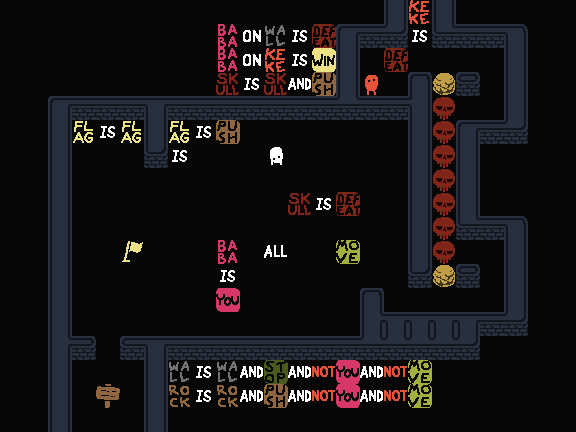 KEKE
BABA ON WALL IS DEFEAT IS
BABA ON KEKE IS WIN DEFEAT
SKULL IS SKULL AND PUSH
FLAG IS FLAG FLAG IS PUSH
IS
SKULL IS DEFEAT
BABA ALL MOVE
IS
YOU
WALL IS WALL AND STOP AND NOT YOU AND NOT MOVE
ROCK IS ROCK AND PUSH AND NOT YOU AND NOT MOVE